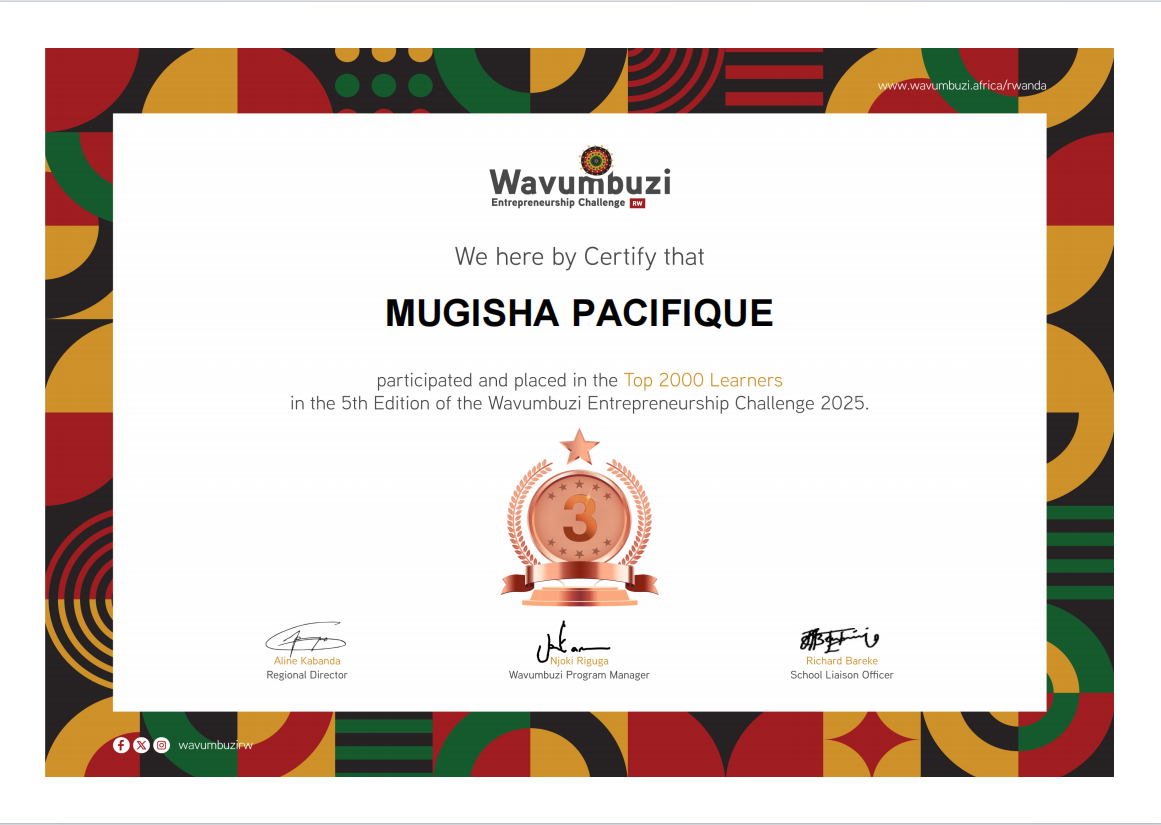 www.wavumbuzi.africa/rwanda
Wavumbuzi
Entrepreneurship Challenge RW
We here by Certify that
MUGISHA PACIFIQUE
participated and placed in the Top 2000 Learners
in the 5th Edition of the Wavumbuzi Entrepreneurship Challenge 2025.
3
Aline Kabanda
Regional Director
Njoki Riguga
Wavumbuzi Program Manager
Richard Bareke
School Liaison Officer
wavumbuzirw